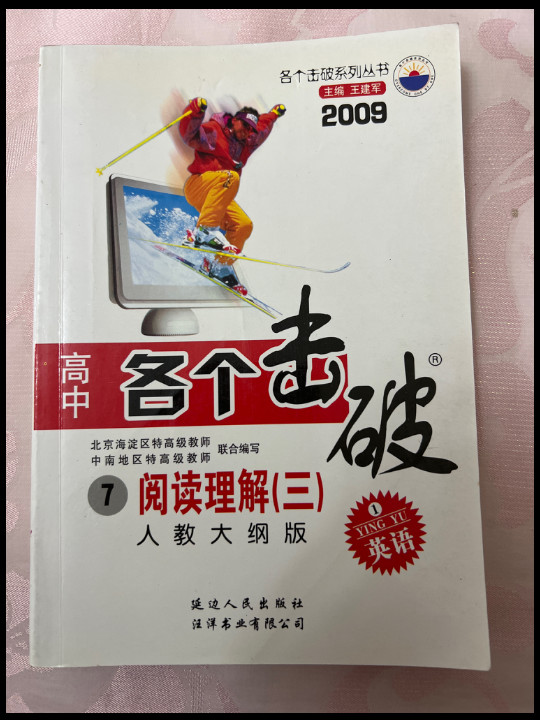 各个击破系列丛书
主编 王建军
2009
高中
各个击破®
北京海淀区特高级教师
中南地区特高级教师
联合编写
7 阅读理解(三)
人教大纲版
1
YING YU
英语
延边人民出版社
汪洋书业有限公司